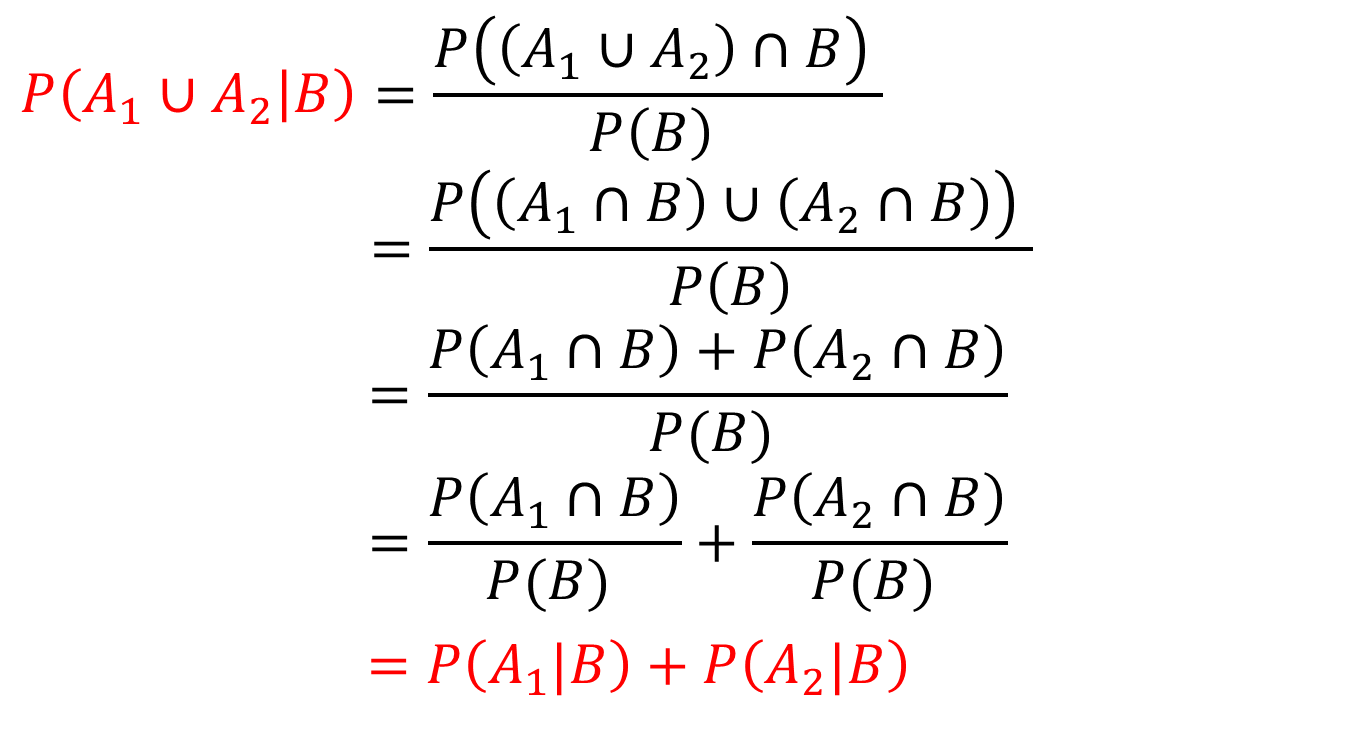 P(A₁ ∪ A₂|B) = P((A₁ ∪ A₂) ∩ B) / P(B)
= P((A₁ ∩ B) ∪ (A₂ ∩ B)) / P(B)
= P(A₁ ∩ B) + P(A₂ ∩ B) / P(B)
= P(A₁ ∩ B) / P(B) + P(A₂ ∩ B) / P(B)
= P(A₁|B) + P(A₂|B)